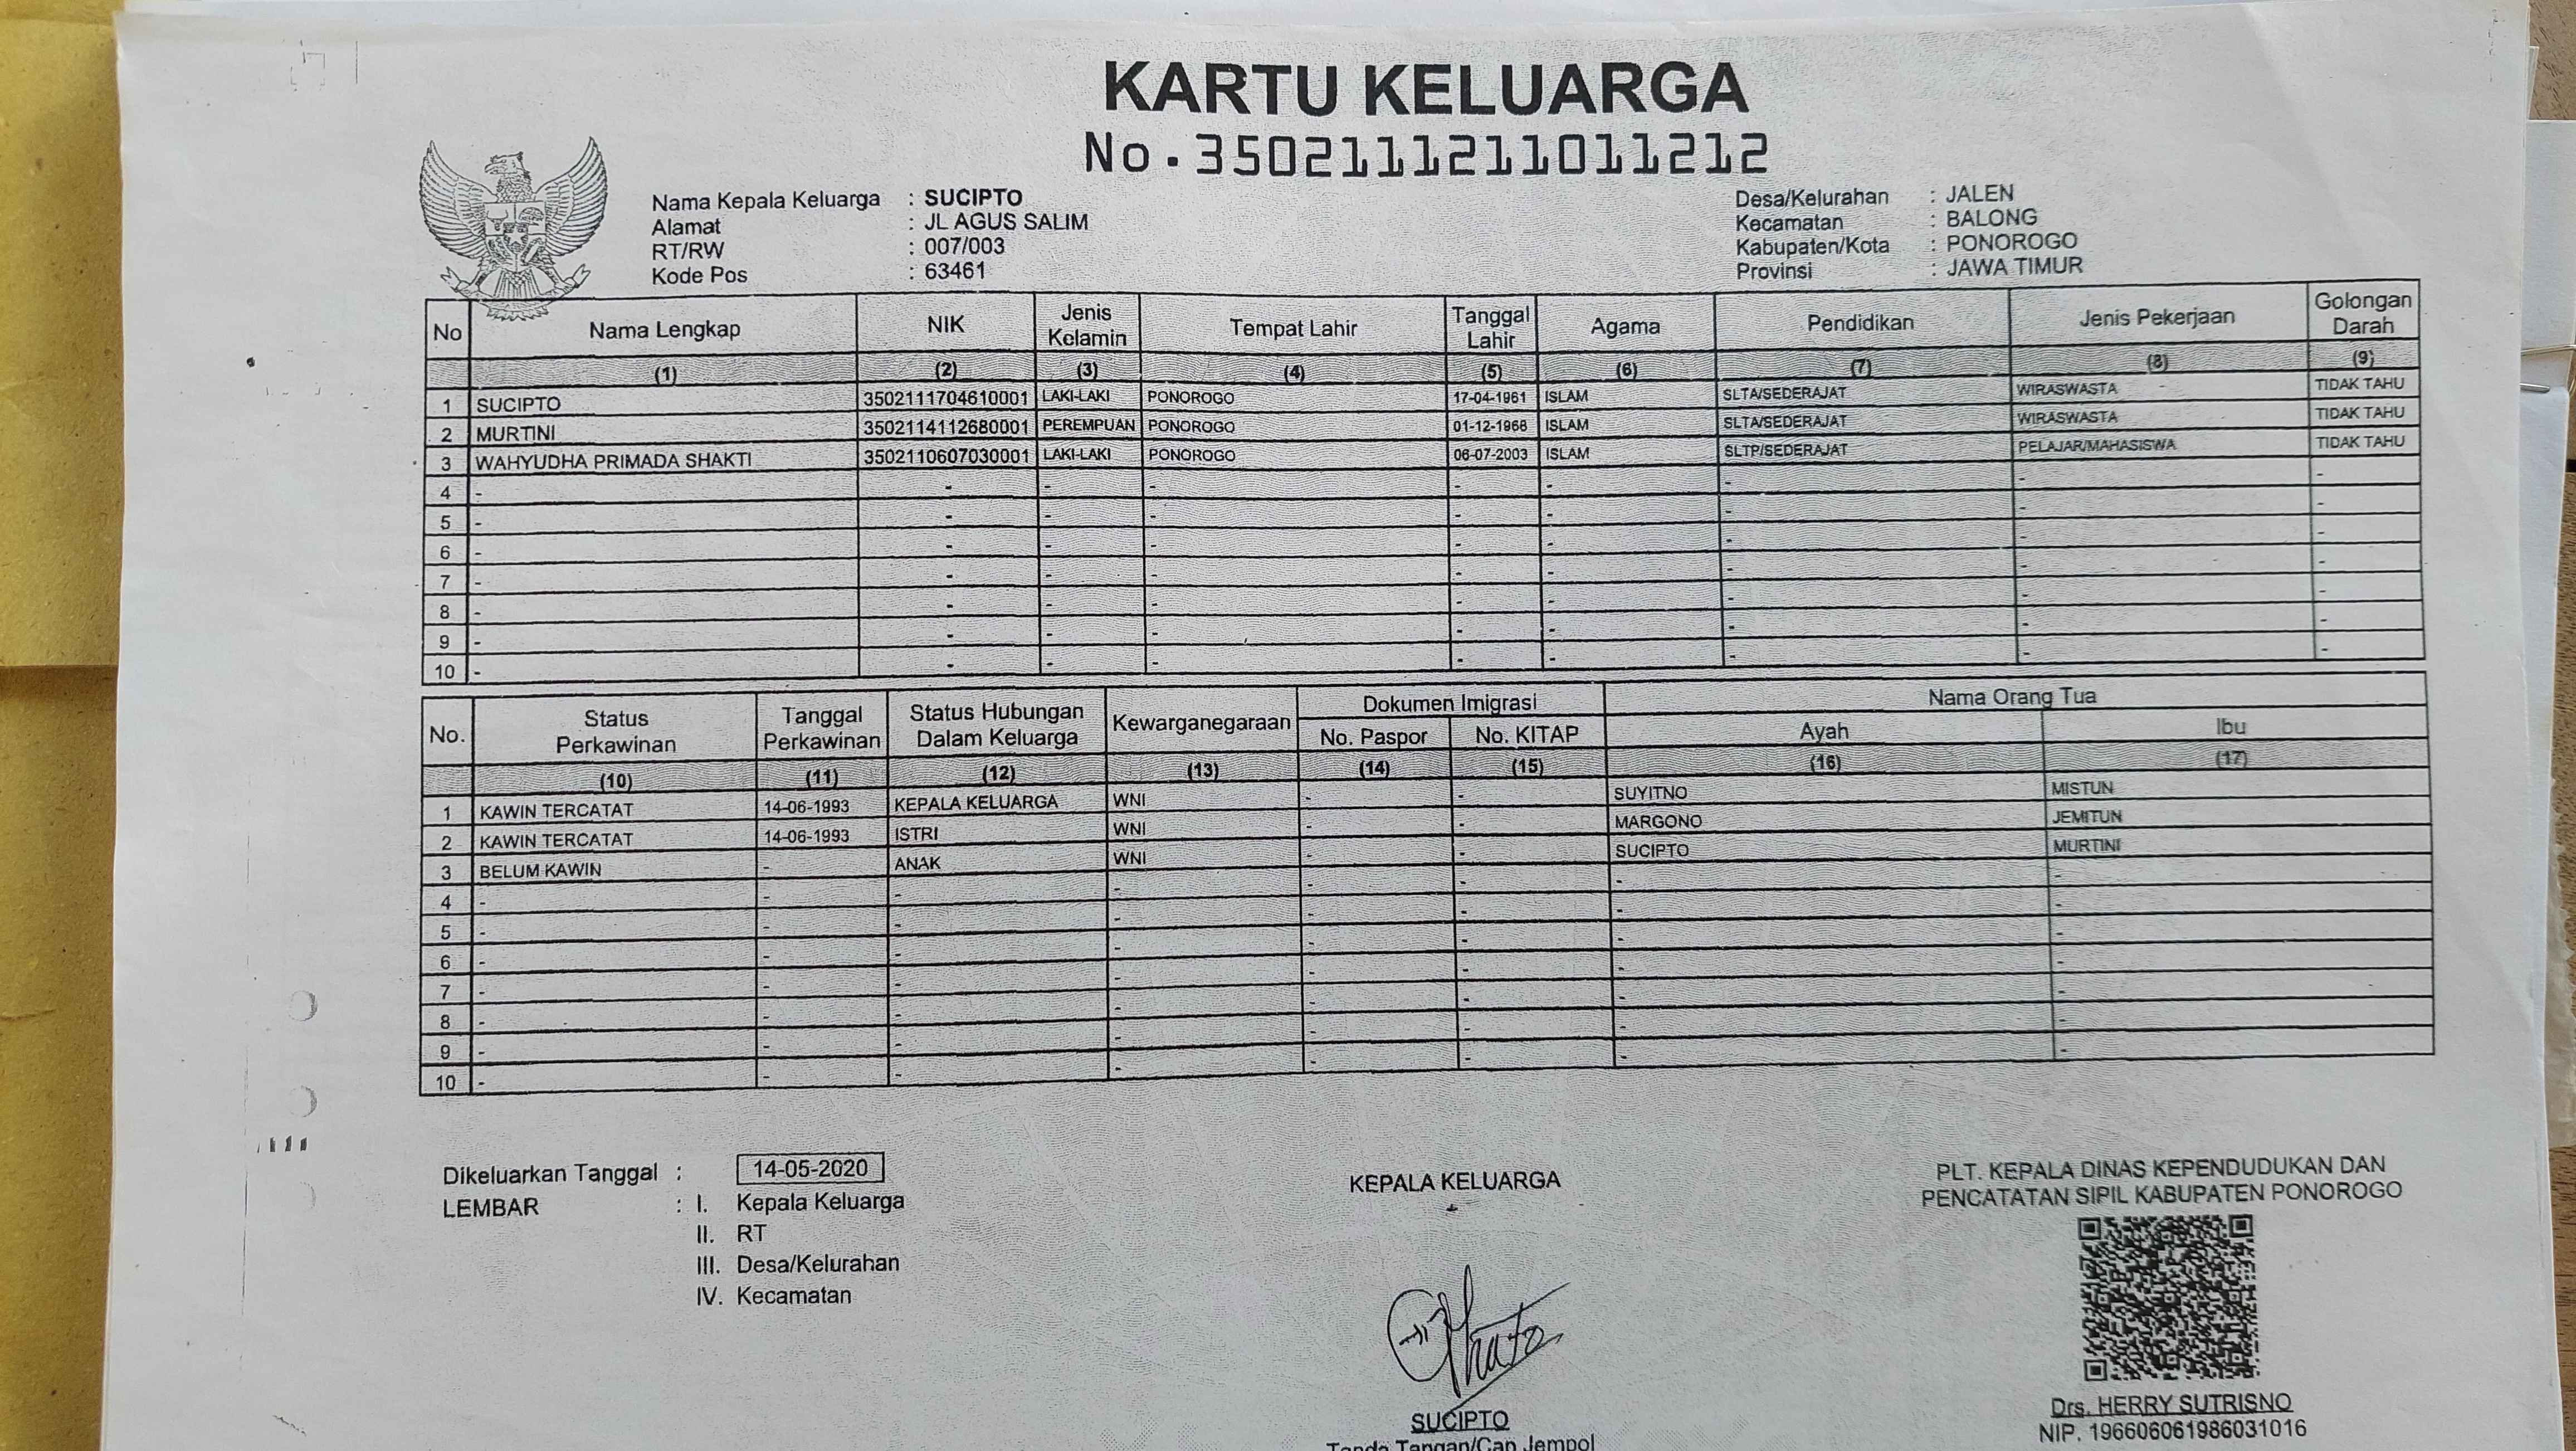 KARTU KELUARGA
No.3502111211011212
Nama Kepala Keluarga : SUCIPTO
Alamat : JL AGUS SALIM
RT/RW : 007/003
Kode Pos : 63461
Desa/Kelurahan : JALEN
Kecamatan : BALONG
Kabupaten/Kota : PONOROGO
Provinsi : JAWA TIMUR
No Nama Lengkap NIK Jenis Kelamin Tempat Lahir Tanggal Lahir Agama Pendidikan Jenis Pekerjaan Golongan Darah
(1) (2) (3) (4) (5) (6) (7) (8) (9)
1 SUCIPTO 3502111704610001 LAKI-LAKI PONOROGO 17-04-1961 ISLAM SLTA/SEDERAJAT WIRASWASTA TIDAK TAHU
2 MURTINI 3502114112680001 PEREMPUAN PONOROGO 01-12-1968 ISLAM SLTA/SEDERAJAT WIRASWASTA TIDAK TAHU
3 WAHYUDHA PRIMADA SHAKTI 3502110607030001 LAKI-LAKI PONOROGO 06-07-2003 ISLAM SLTP/SEDERAJAT PELAJAR/MAHASISWA TIDAK TAHU
4 - - - - - - - - -
5 - - - - - - - - -
6 - - - - - - - - -
7 - - - - - - - - -
8 - - - - - - - - -
9 - - - - - - - - -
10 - - - - - - - - -
No. Status Perkawinan Tanggal Perkawinan Status Hubungan Dalam Keluarga Kewarganegaraan Dokumen Imigrasi Nama Orang Tua
No. Paspor No. KITAP Ayah Ibu
(10) (11) (12) (13) (14) (15) (16) (17)
1 KAWIN TERCATAT 14-06-1993 KEPALA KELUARGA WNI - - SUYITNO MISTUN
2 KAWIN TERCATAT 14-06-1993 ISTRI WNI - - MARGONO JEMITUN
3 BELUM KAWIN - ANAK WNI - - SUCIPTO MURTINI
4 - - - - - - - -
5 - - - - - - - -
6 - - - - - - - -
7 - - - - - - - -
8 - - - - - - - -
9 - - - - - - - -
10 - - - - - - - -
Dikeluarkan Tanggal : 14-05-2020
LEMBAR : I. Kepala Keluarga
II. RT
III. Desa/Kelurahan
IV. Kecamatan
KEPALA KELUARGA
SUCIPTO
Tanda Tangan/Cap Jempol
PLT. KEPALA DINAS KEPENDUDUKAN DAN
PENCATATAN SIPIL KABUPATEN PONOROGO
Drs. HERRY SUTRISNO
NIP. 196606061986031016